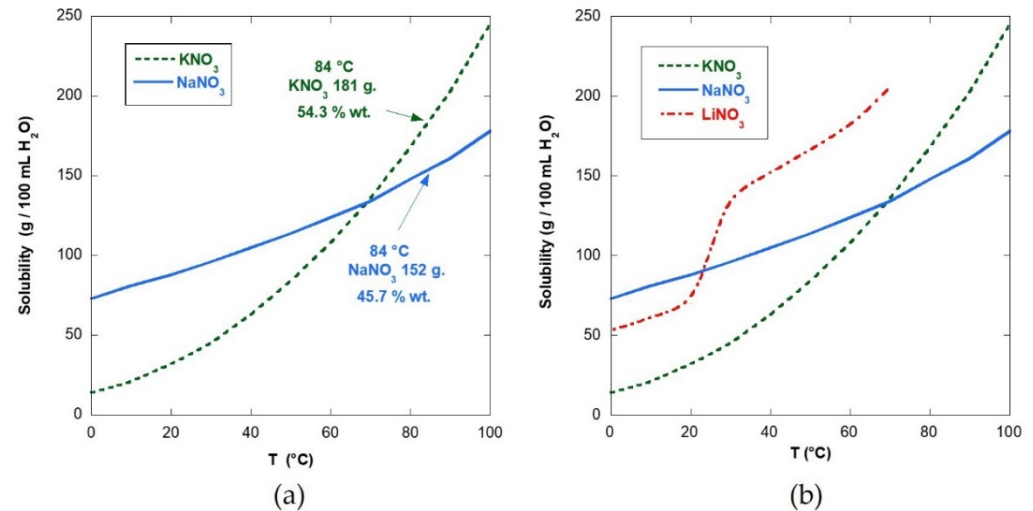 250
200
150
100
50
0
Solubility (g / 100 mL H₂O)
KNO₃
NaNO₃
84 °C
KNO₃ 181 g.
54.3 % wt.
84 °C
NaNO₃ 152 g.
45.7 % wt.
0 20 40 60 80 100
T (°C)
(a)
250
200
150
100
50
0
Solubility (g / 100 mL H₂O)
KNO₃
NaNO₃
LiNO₃
0 20 40 60 80 100
T (°C)
(b)